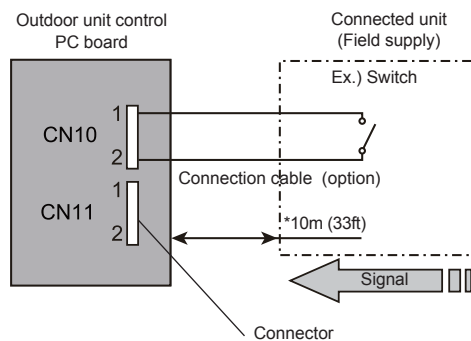 Outdoor unit control
PC board
Connected unit
(Field supply)
Ex.) Switch
CN10
1
2
Connection cable (option)
CN11
1
2
*10m (33ft)
Signal
Connector